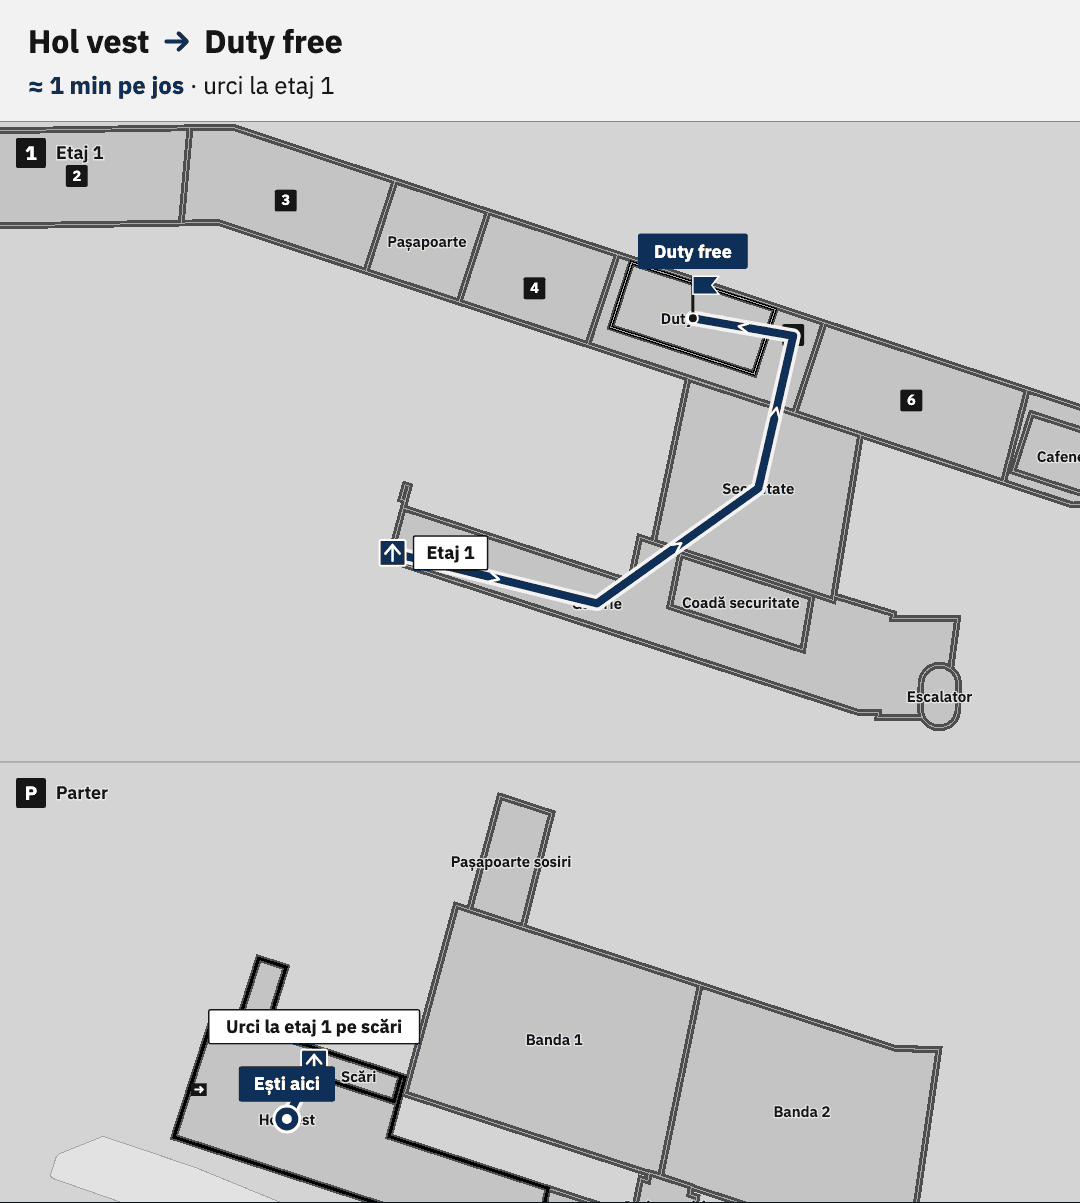 Hol vest → Duty free
≈ 1 min pe jos · urci la etaj 1
1 Etaj 1
2
3
Pașapoarte
4
Duty free
6
Cafene
Securitate
Etaj 1
Coadă securitate
Escalator
P Parter
Pașapoarte sosiri
Banda 1
Urci la etaj 1 pe scări
Scări
Ești aici
Banda 2